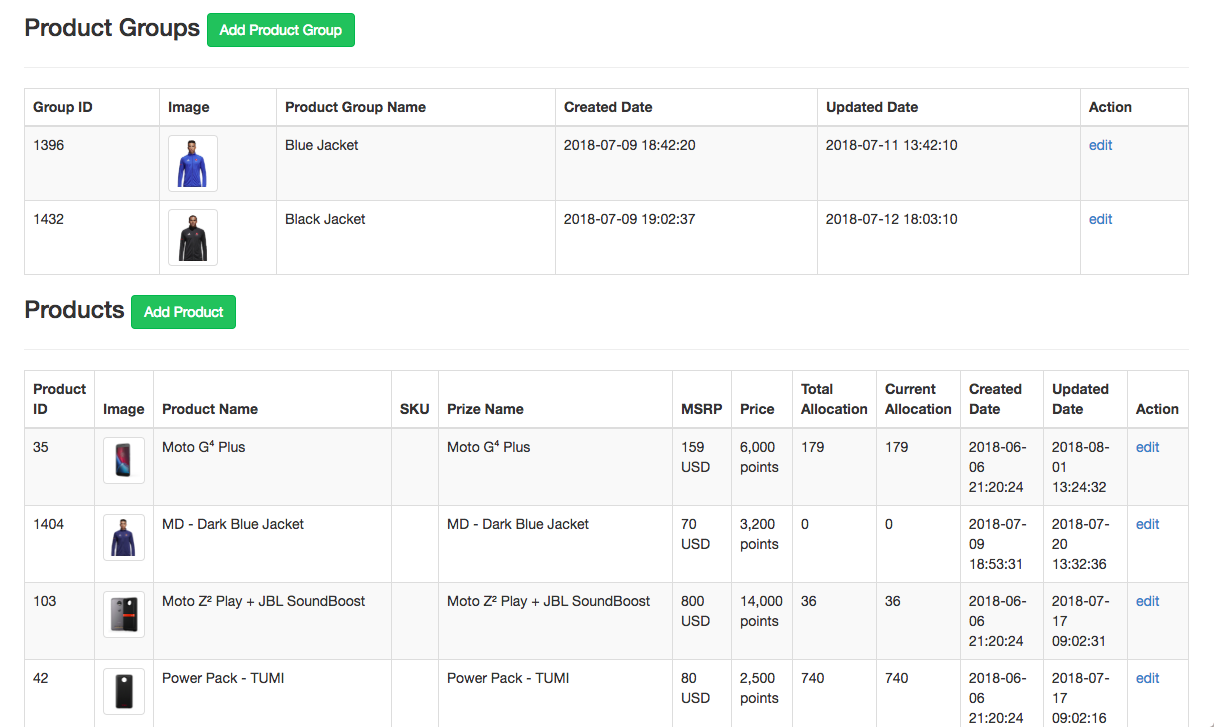 Product Groups Add Product Group
Group ID Image Product Group Name Created Date Updated Date Action
1396 Blue Jacket 2018-07-09 18:42:20 2018-07-11 13:42:10 edit
1432 Black Jacket 2018-07-09 19:02:37 2018-07-12 18:03:10 edit
Products Add Product
Product Total Current Created Updated
ID Image Product Name SKU Prize Name MSRP Price Allocation Allocation Date Date Action
35 Moto G⁴ Plus Moto G⁴ Plus 159 6,000 179 179 2018-06- 2018-08- edit
USD points 06 01
21:20:24 13:24:32
1404 MD - Dark Blue Jacket MD - Dark Blue Jacket 70 3,200 0 0 2018-07- 2018-07- edit
USD points 09 20
18:53:31 13:32:36
103 Moto Z² Play + JBL SoundBoost Moto Z² Play + JBL SoundBoost 800 14,000 36 36 2018-06- 2018-07- edit
USD points 06 17
21:20:24 09:02:31
42 Power Pack - TUMI Power Pack - TUMI 80 2,500 740 740 2018-06- 2018-07- edit
USD points 06 17
21:20:24 09:02:16